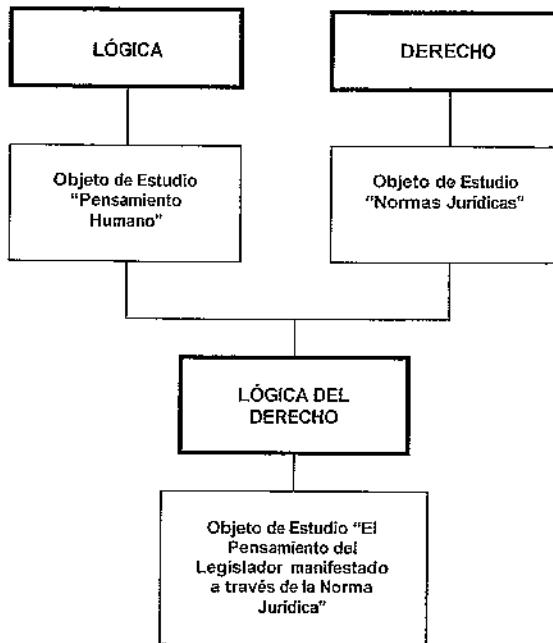 LÓGICA
DERECHO
Objeto de Estudio
"Pensamiento
Humano"
Objeto de Estudio
"Normas Jurídicas"
LÓGICA DEL
DERECHO
Objeto de Estudio "El
Pensamiento del
Legislador manifestado
a través de la Norma
Jurídica"